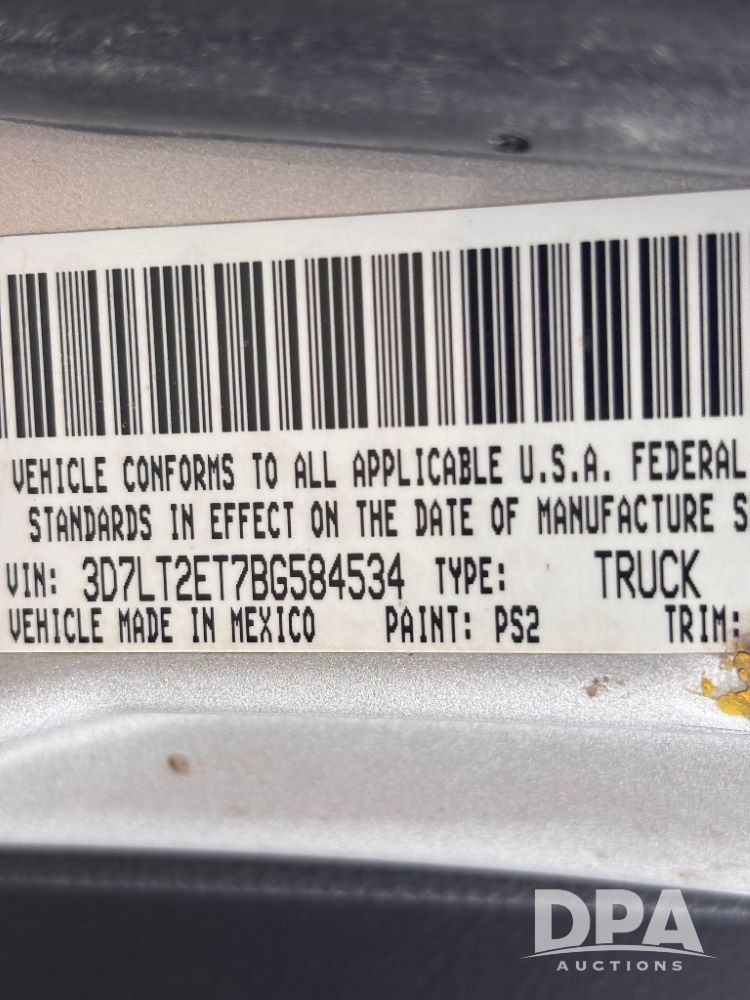 VEHICLE CONFORMS TO ALL APPLICABLE U.S.A. FEDERAL
STANDARDS IN EFFECT ON THE DATE OF MANUFACTURE S
VIN: 3D7LT2ET7BG584534 TYPE: TRUCK
VEHICLE MADE IN MEXICO PAINT: PS2 TRIM:
DPA
AUCTIONS